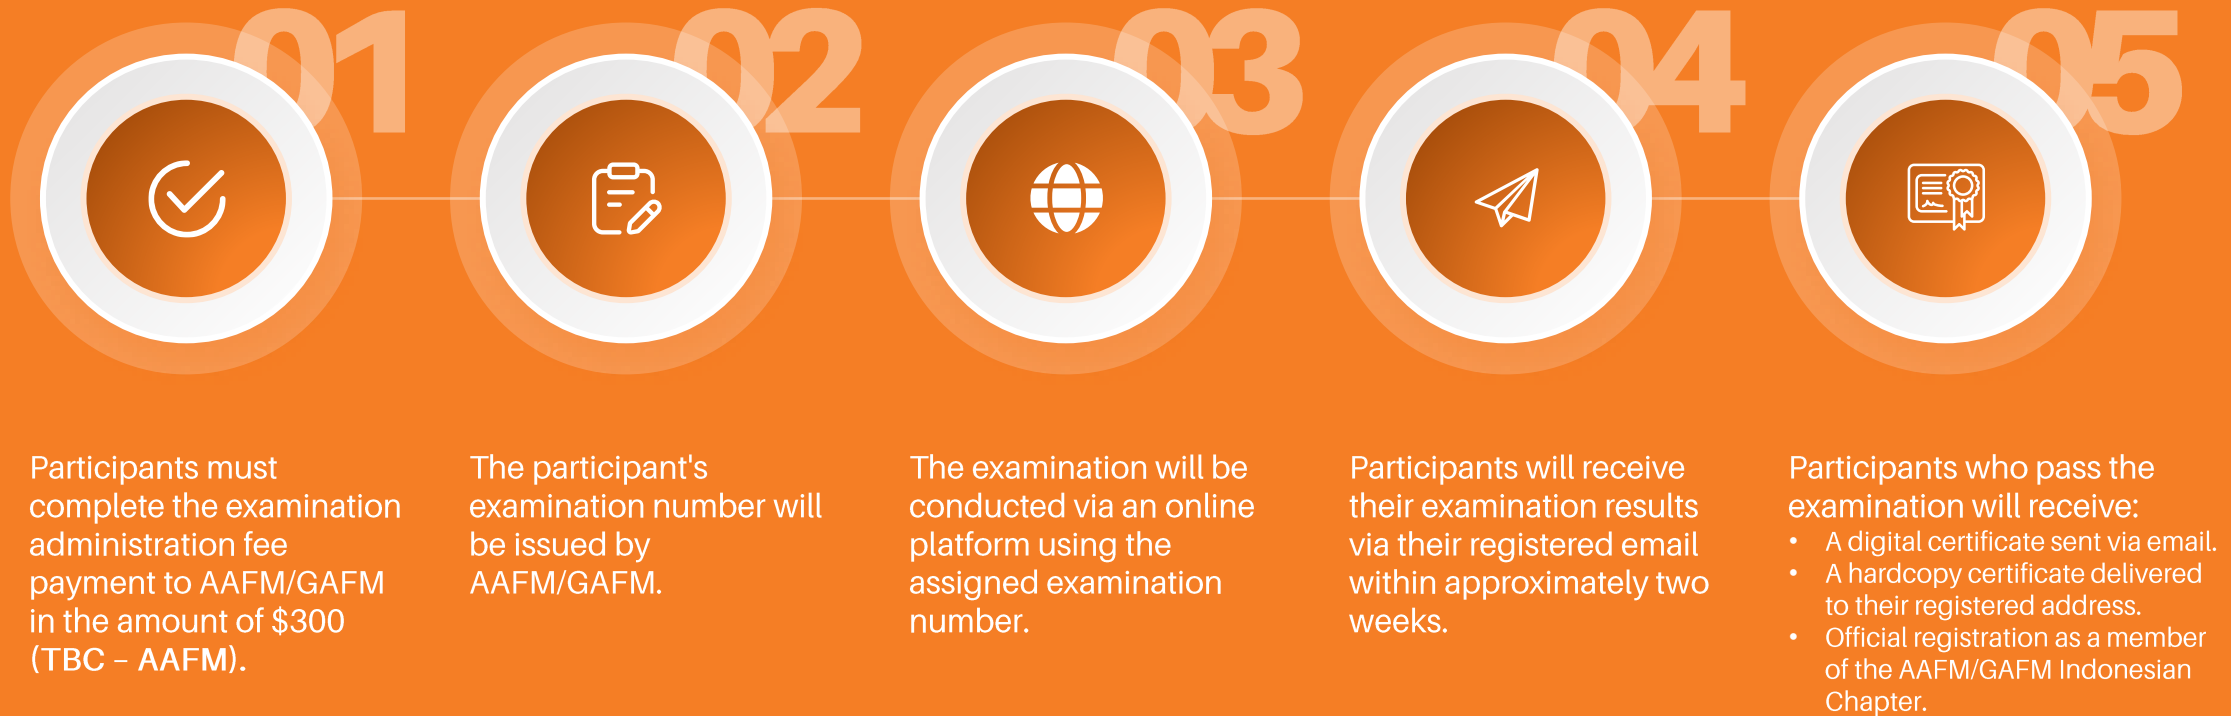 01
Participants must
complete the examination
administration fee
payment to AAFM/GAFM
in the amount of $300
(TBC – AAFM).
02
The participant's
examination number will
be issued by
AAFM/GAFM.
03
The examination will be
conducted via an online
platform using the
assigned examination
number.
04
Participants will receive
their examination results
via their registered email
within approximately two
weeks.
05
Participants who pass the
examination will receive:
• A digital certificate sent via email.
• A hardcopy certificate delivered
to their registered address.
• Official registration as a member
of the AAFM/GAFM Indonesian
Chapter.